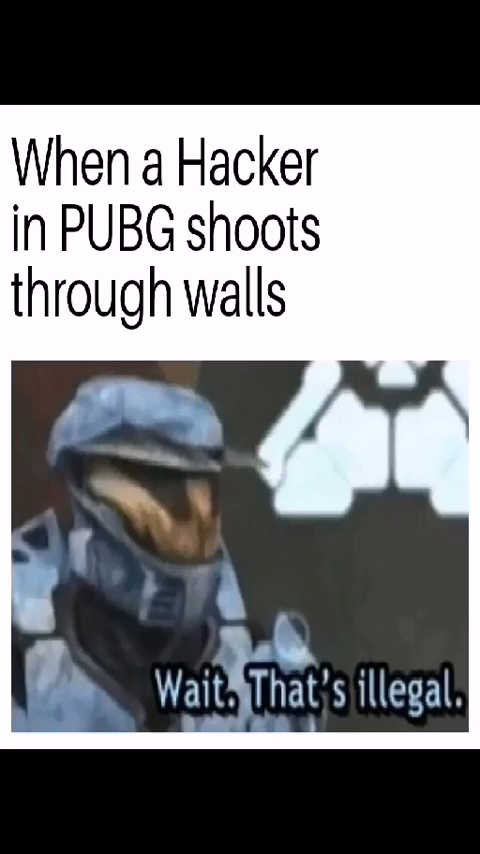 When a Hacker
in PUBG shoots
through walls
Wait. That's illegal.